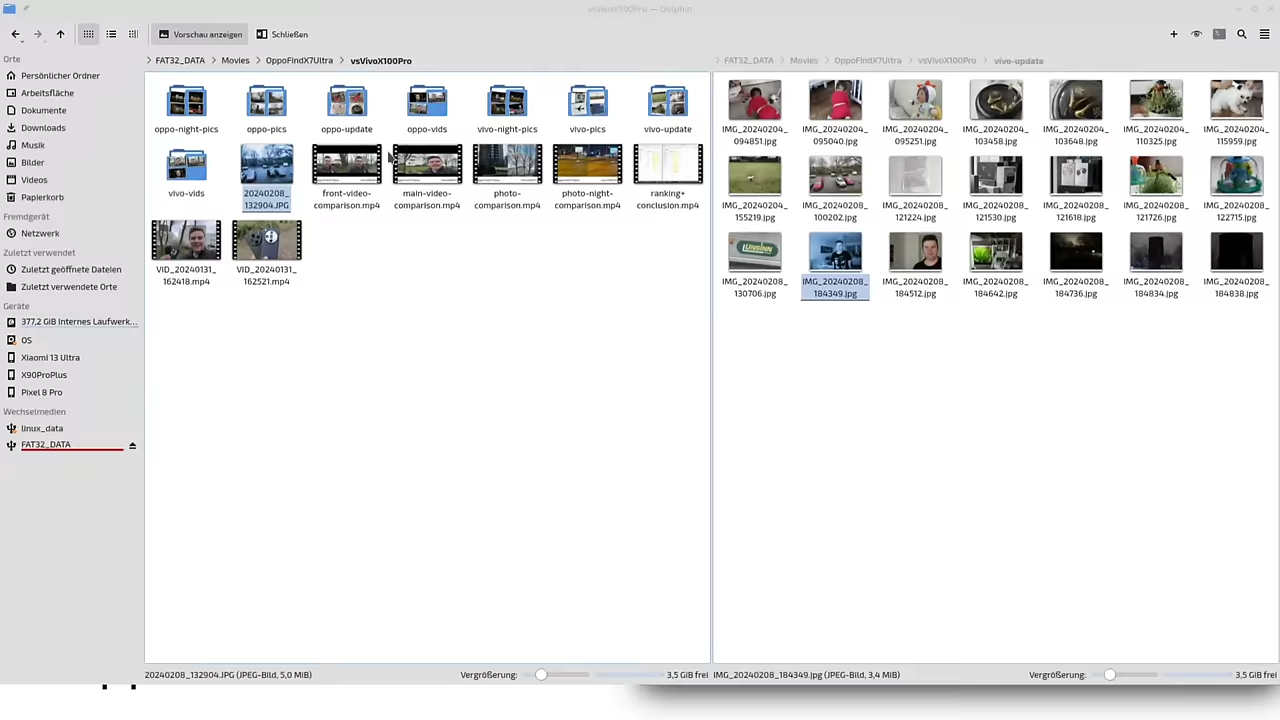 vsVivoX100Pro — Dolphin
Vorschau anzeigen
Schließen
FAT32_DATA > Movies > OppoFindX7Ultra > vsVivoX100Pro
FAT32_DATA > Movies > OppoFindX7Ultra > vsVivoX100Pro > vivo-update
Orte
Persönlicher Ordner
Arbeitsfläche
Dokumente
Downloads
Musik
Bilder
Videos
Papierkorb
Fremdgerät
Netzwerk
Zuletzt verwendet
Zuletzt geöffnete Dateien
Zuletzt verwendete Orte
Geräte
377,2 GiB Internes Laufwerk...
OS
Xiaomi 13 Ultra
X90ProPlus
Pixel 8 Pro
Wechselmedien
linux_data
FAT32_DATA
oppo-night-pics
oppo-pics
oppo-update
oppo-vids
vivo-night-pics
vivo-pics
vivo-update
vivo-vids
20240208_
132904.JPG
front-video-
comparison.mp4
main-video-
comparison.mp4
photo-
comparison.mp4
photo-night-
comparison.mp4
ranking+
conclusion.mp4
VID_20240131_
162418.mp4
VID_20240131_
162521.mp4
IMG_20240204_
094851.jpg
IMG_20240204_
095040.jpg
IMG_20240204_
095251.jpg
IMG_20240204_
103458.jpg
IMG_20240204_
103648.jpg
IMG_20240204_
110325.jpg
IMG_20240204_
115959.jpg
IMG_20240204_
155219.jpg
IMG_20240208_
100202.jpg
IMG_20240208_
121224.jpg
IMG_20240208_
121530.jpg
IMG_20240208_
121618.jpg
IMG_20240208_
121726.jpg
IMG_20240208_
122715.jpg
IMG_20240208_
130706.jpg
IMG_20240208_
184349.jpg
IMG_20240208_
184512.jpg
IMG_20240208_
184642.jpg
IMG_20240208_
184736.jpg
IMG_20240208_
184834.jpg
IMG_20240208_
184838.jpg
20240208_132904.JPG (JPEG-Bild, 5,0 MiB)
Vergrößerung:
3,5 GiB frei
IMG_20240208_184349.jpg (JPEG-Bild, 3,4 MiB)
Vergrößerung:
3,5 GiB frei